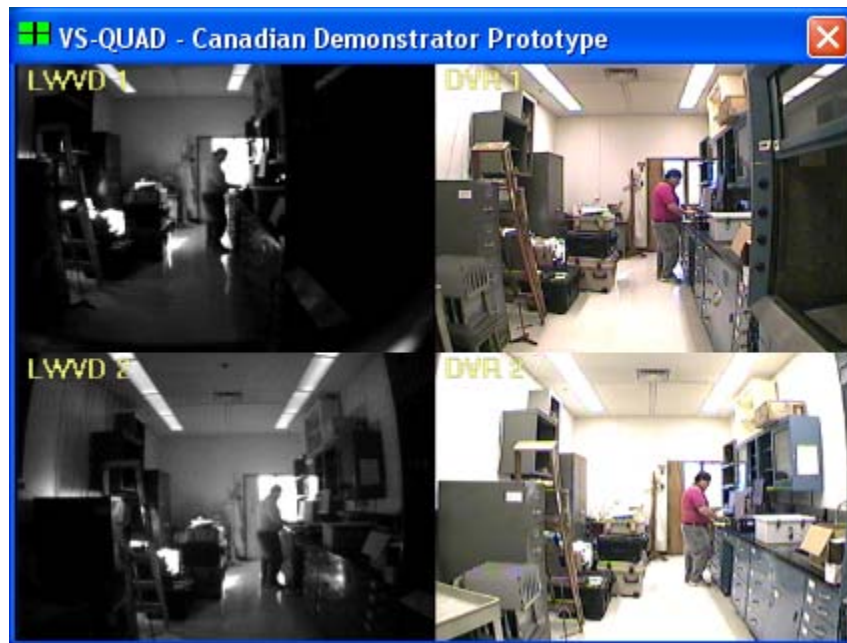 VS-QUAD - Canadian Demonstrator Prototype
LWVD 1
DVR 1
LWVD 2
DVR 2